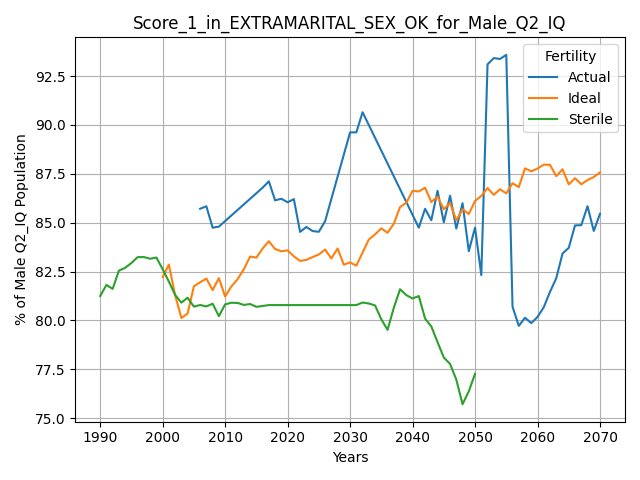 Score_1_in_EXTRAMARITAL_SEX_OK_for_Male_Q2_IQ
% of Male Q2_IQ Population
92.5
90.0
87.5
85.0
82.5
80.0
77.5
75.0
Fertility
Actual
Ideal
Sterile
1990 2000 2010 2020 2030 2040 2050 2060 2070
Years